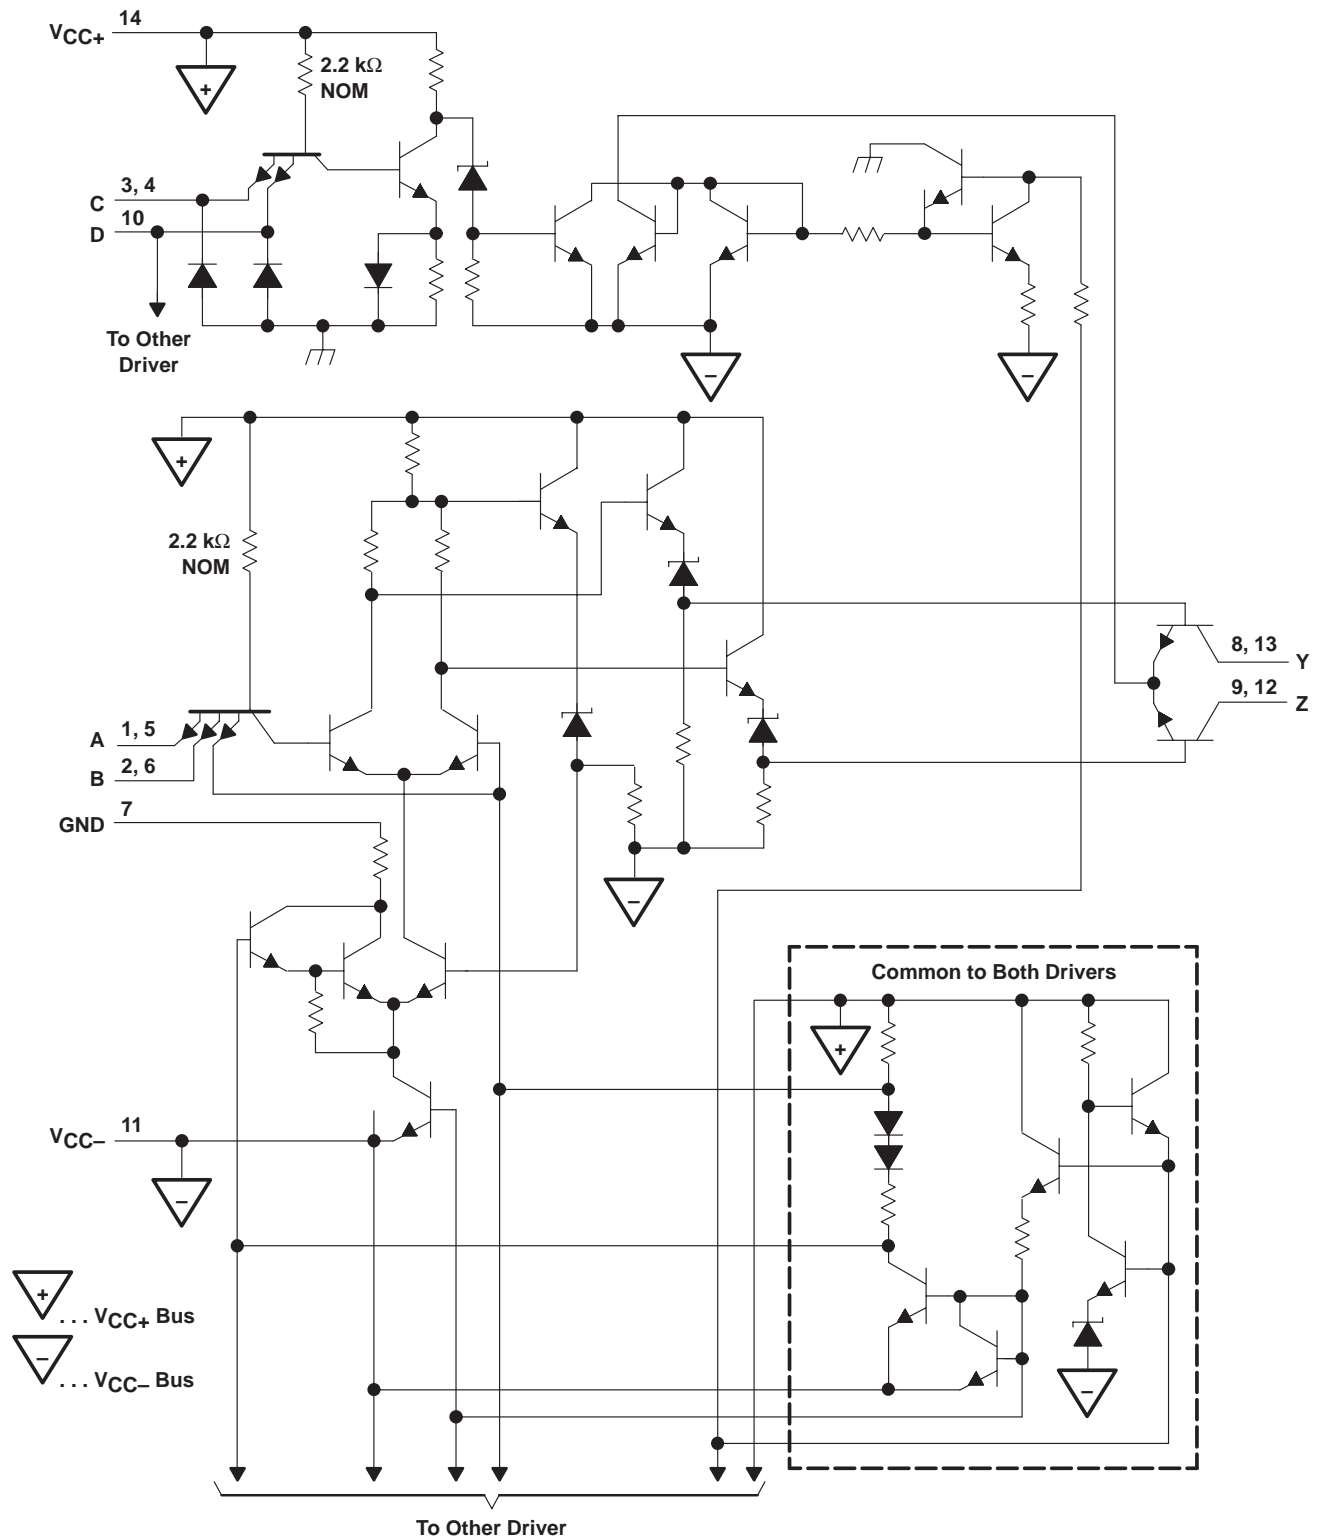 VCC+ 14
2.2 kΩ
NOM
+
C 3, 4
D 10
To Other
Driver
–
–
+
2.2 kΩ
NOM
8, 13
Y
9, 12
Z
A 1, 5
B 2, 6
GND 7
–
Common to Both Drivers
+
VCC– 11
–
+
. . . VCC+ Bus
–
. . . VCC– Bus
–
To Other Driver